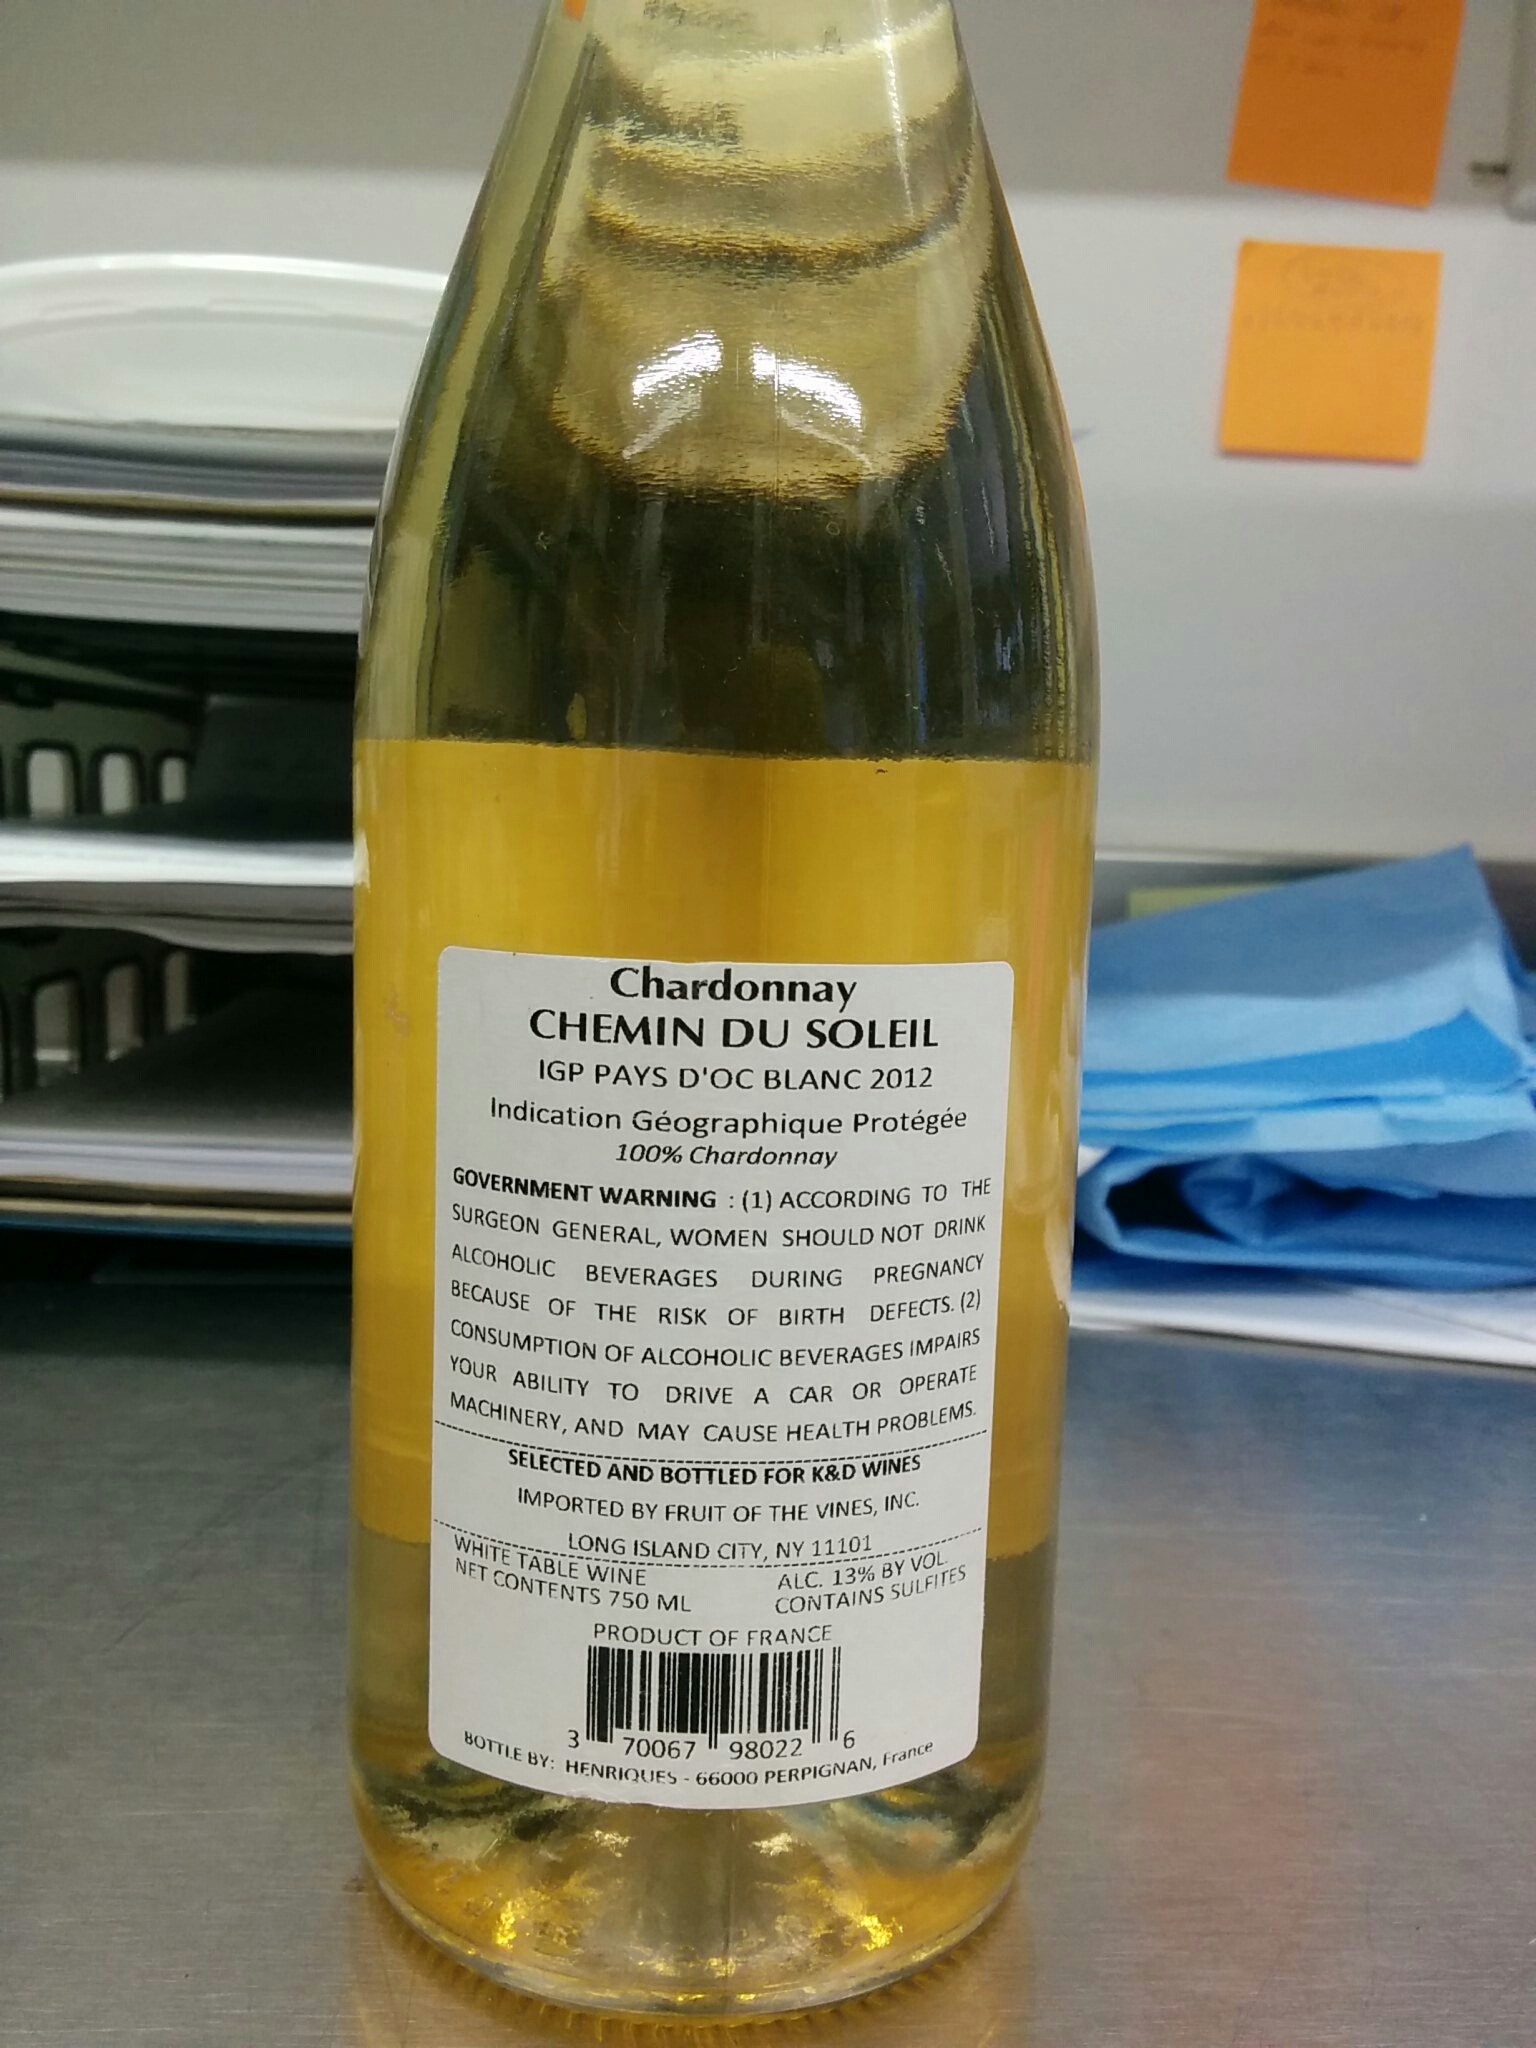 Chardonnay
CHEMIN DU SOLEIL
IGP PAYS D'OC BLANC 2012
Indication Géographique Protégée
100% Chardonnay
GOVERNMENT WARNING : (1) ACCORDING TO THE
SURGEON GENERAL, WOMEN SHOULD NOT DRINK
ALCOHOLIC BEVERAGES DURING PREGNANCY
BECAUSE OF THE RISK OF BIRTH DEFECTS. (2)
CONSUMPTION OF ALCOHOLIC BEVERAGES IMPAIRS
YOUR ABILITY TO DRIVE A CAR OR OPERATE
MACHINERY, AND MAY CAUSE HEALTH PROBLEMS.
SELECTED AND BOTTLED FOR K&D WINES
IMPORTED BY FRUIT OF THE VINES, INC.
LONG ISLAND CITY, NY 11101
WHITE TABLE WINE ALC. 13% BY VOL.
NET CONTENTS 750 ML CONTAINS SULFITES
PRODUCT OF FRANCE
3 70067 98022 6
BOTTLE BY: HENRIQUES - 66000 PERPIGNAN, France